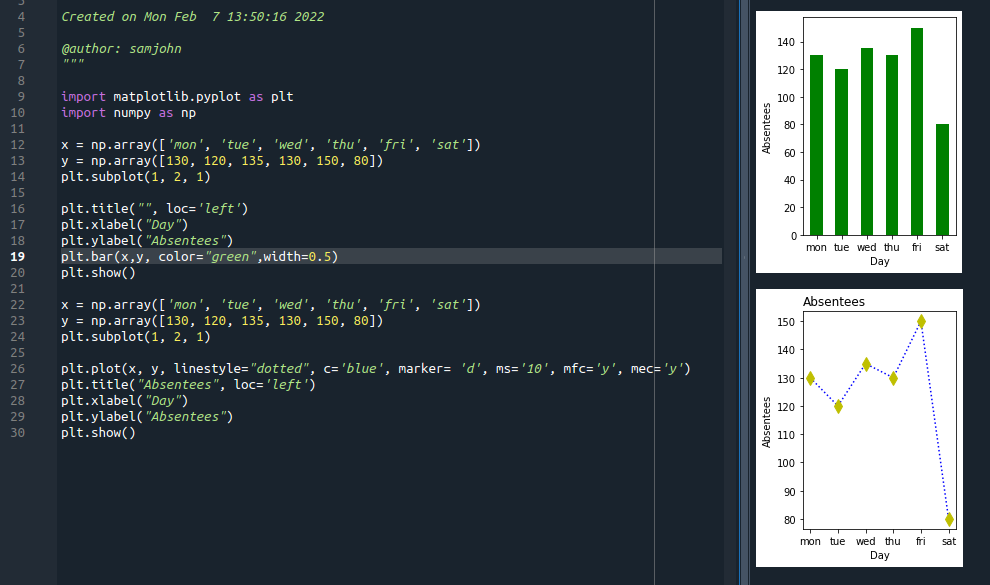 3
4 Created on Mon Feb  7 13:50:16 2022
5
6 @author: samjohn
7 """
8
9 import matplotlib.pyplot as plt
10 import numpy as np
11
12 x = np.array(['mon', 'tue', 'wed', 'thu', 'fri', 'sat'])
13 y = np.array([130, 120, 135, 130, 150, 80])
14 plt.subplot(1, 2, 1)
15
16 plt.title("", loc='left')
17 plt.xlabel("Day")
18 plt.ylabel("Absentees")
19 plt.bar(x,y, color="green",width=0.5)
20 plt.show()
21
22 x = np.array(['mon', 'tue', 'wed', 'thu', 'fri', 'sat'])
23 y = np.array([130, 120, 135, 130, 150, 80])
24 plt.subplot(1, 2, 1)
25
26 plt.plot(x, y, linestyle="dotted", c='blue', marker= 'd', ms='10', mfc='y', mec='y')
27 plt.title("Absentees", loc='left')
28 plt.xlabel("Day")
29 plt.ylabel("Absentees")
30 plt.show()
140
120
100
80
60
40
20
0
Absentees
mon tue wed thu fri sat
Day
Absentees
150
140
130
120
110
100
90
80
Absentees
mon tue wed thu fri sat
Day